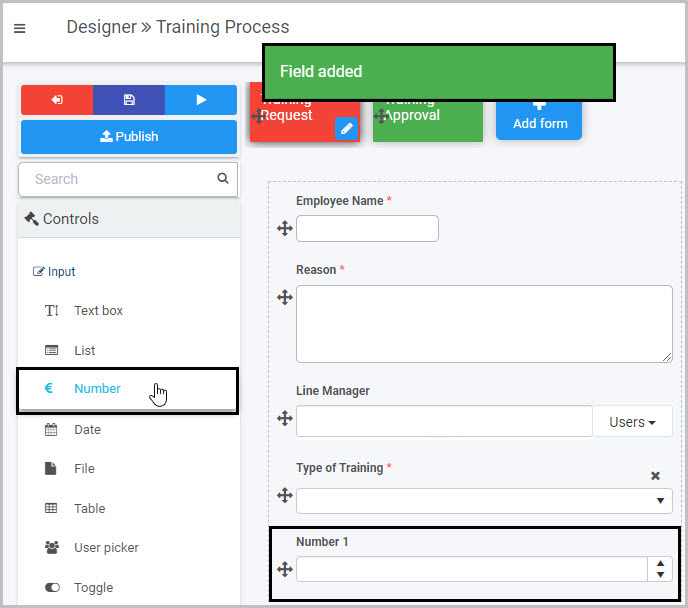 Designer » Training Process
Field added
Training
Request
Training
Approval
Add form
Publish
Search
Controls
Input
Text box
List
Number
Date
File
Table
User picker
Toggle
Employee Name *
Reason *
Line Manager
Users
Type of Training *
Number 1